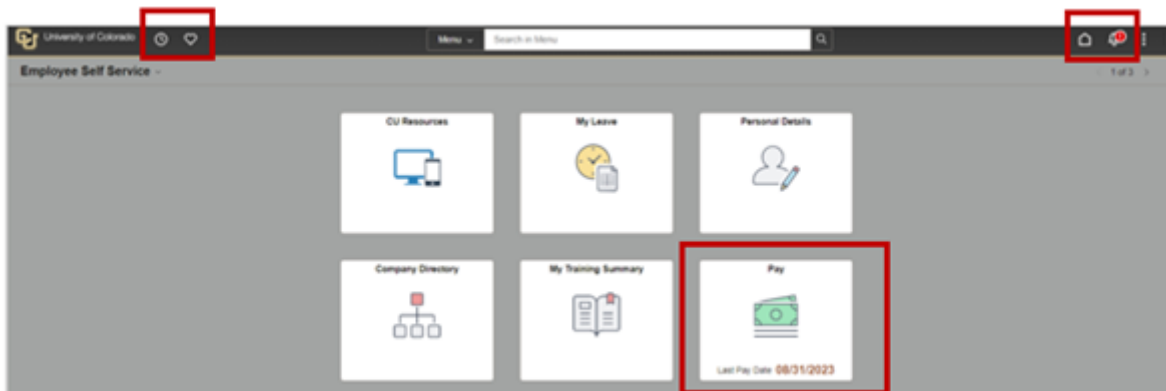 CU University of Colorado Menu Search in Menu
Employee Self Service 1 of 3
CU Resources My Leave Personal Details
Company Directory My Training Summary Pay
Last Pay Date 08/31/2023